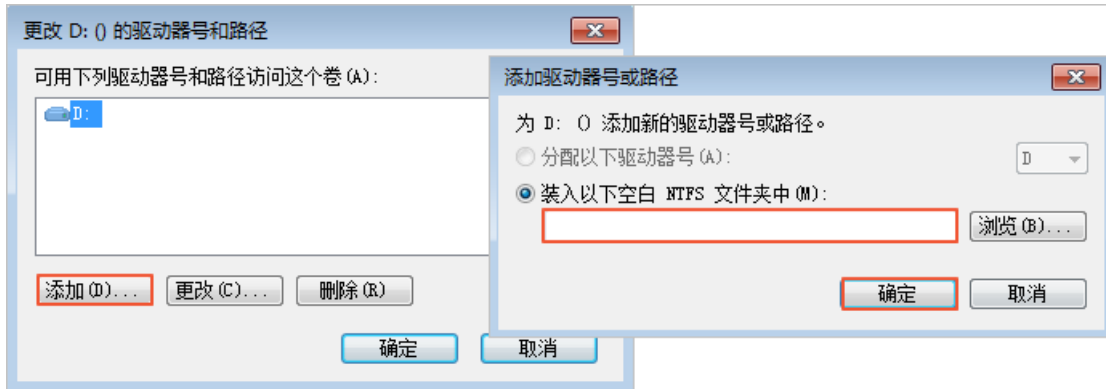 更改 D: () 的驱动器号和路径
可用下列驱动器号和路径访问这个卷(A):
D:
添加(D)...
更改(C)...
删除(R)
确定
取消
添加驱动器号或路径
为 D: () 添加新的驱动器号或路径。
分配以下驱动器号(A):
D
装入以下空白 NTFS 文件夹中(M):
浏览(B)...
确定
取消